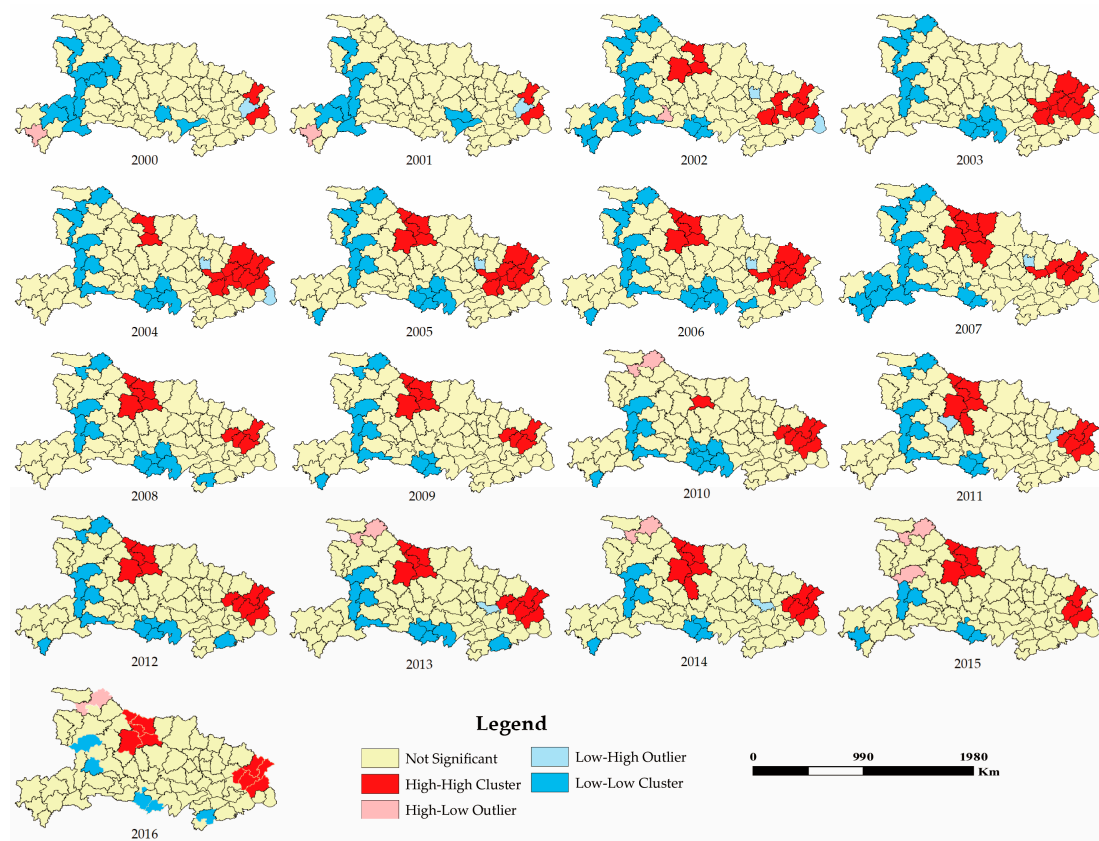 2000 2001 2002 2003
2004 2005 2006 2007
2008 2009 2010 2011
2012 2013 2014 2015
2016
Legend
Not Significant
High-High Cluster
High-Low Outlier
Low-High Outlier
Low-Low Cluster
0 990 1980
Km